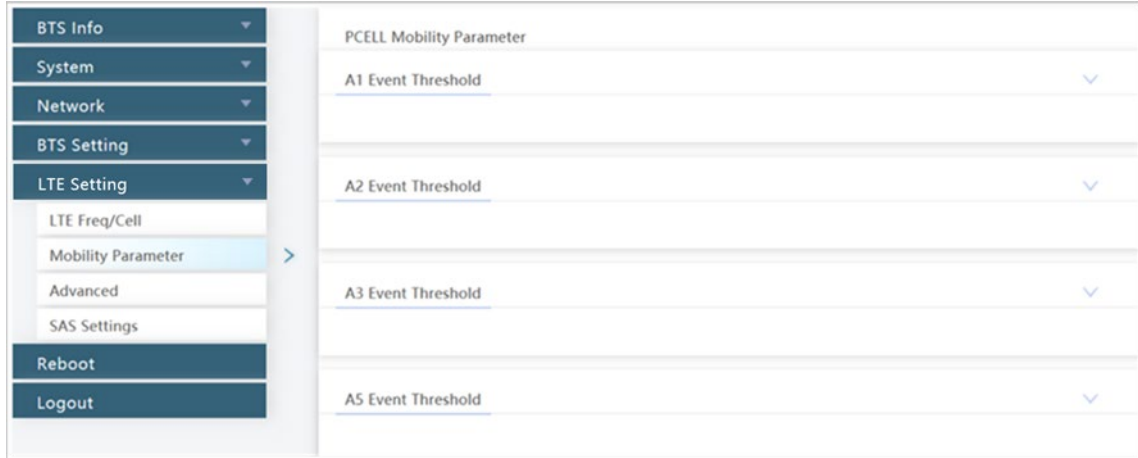 BTS Info
System
Network
BTS Setting
LTE Setting
LTE Freq/Cell
Mobility Parameter
Advanced
SAS Settings
Reboot
Logout
PCELL Mobility Parameter
A1 Event Threshold
A2 Event Threshold
A3 Event Threshold
A5 Event Threshold